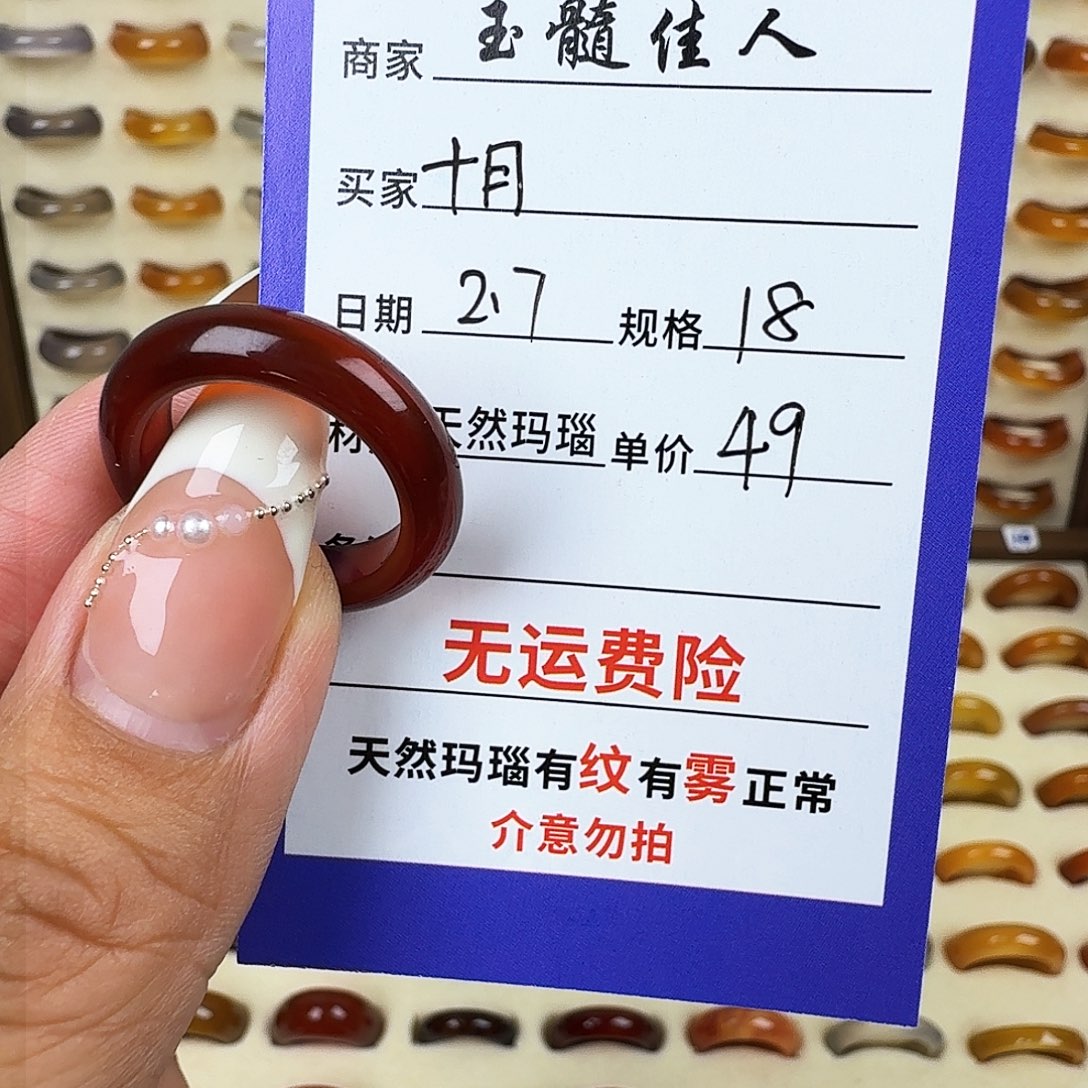 商家 玉髓佳人
买家 十月
日期 2.7 规格 18
天然玛瑙 单价 49
无运费险
天然玛瑙有纹有雾正常
介意勿拍